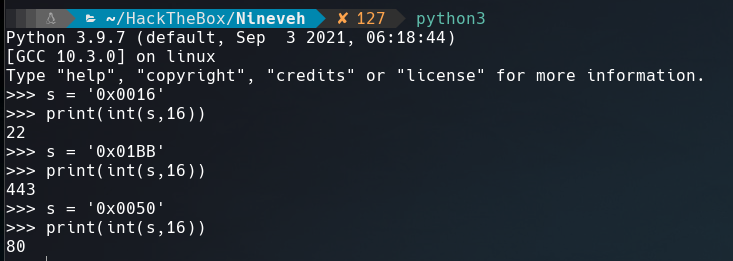 ~/HackTheBox/Nineveh ✘ 127 python3
Python 3.9.7 (default, Sep  3 2021, 06:18:44)
[GCC 10.3.0] on linux
Type "help", "copyright", "credits" or "license" for more information.
>>> s = '0x0016'
>>> print(int(s,16))
22
>>> s = '0x01BB'
>>> print(int(s,16))
443
>>> s = '0x0050'
>>> print(int(s,16))
80